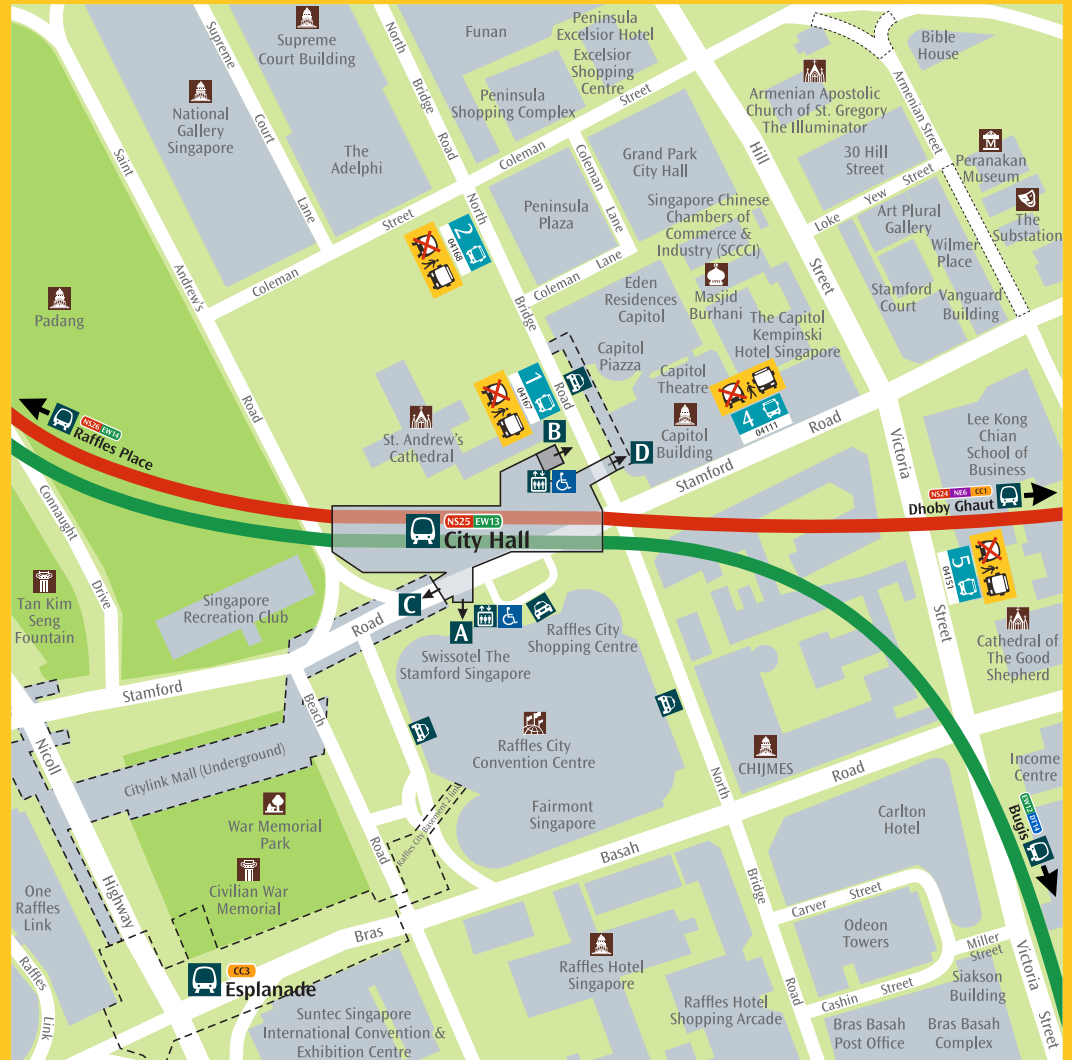 Supreme
Court Building
Funan
Peninsula
Excelsior Hotel
Excelsior
Shopping
Centre
Bible
House
Supreme
Court
Lane
North
Bridge
Road
National
Gallery
Singapore
The
Adelphi
Peninsula
Shopping Complex
Coleman
Street
Armenian Apostolic
Church of St. Gregory
The Illuminator
Armenian Street
Peranakan
Museum
The
Substation
Hill
Street
30 Hill
Street
Loke
Yew
Street
Art Plural
Gallery
Wilmer
Place
Stamford
Court
Vanguard
Building
Saint
Andrew's
Road
Coleman
Street
Peninsula
Plaza
Coleman
Lane
Grand Park
City Hall
Singapore Chinese
Chambers of
Commerce &
Industry (SCCCI)
North
Bridge
Road
Coleman
Lane
2
04168
Eden
Residences
Capitol
Masjid
Burhani
The Capitol
Kempinski
Hotel Singapore
Capitol
Piazza
Capitol
Theatre
Capitol
Building
Padang
1
04167
4
04111
St. Andrew's
Cathedral
B
D
Stamford
Road
Victoria
Street
Lee Kong
Chian
School of
Business
NS26 EW14
Raffles Place
NS24 NE6 CC1
Dhoby Ghaut
NS25 EW13
City Hall
5
04151
Cathedral of
The Good
Shepherd
Connaught
Drive
Tan Kim
Seng
Fountain
Singapore
Recreation Club
C
A
Swissotel The
Stamford Singapore
Raffles City
Shopping Centre
Stamford
Road
Beach
Road
Nicoll
Highway
Citylink Mall (Underground)
Raffles City
Convention Centre
CHIJMES
North
Bridge
Road
Income
Centre
EW12 DT14
Bugis
War Memorial
Park
Civilian War
Memorial
Raffles City Basement 2 link
Fairmont
Singapore
Bras
Basah
Road
Carlton
Hotel
Carver
Street
Odeon
Towers
Miller
Street
Victoria
Street
Siakson
Building
Cashin
Street
One
Raffles
Link
Raffles
Link
CC3
Esplanade
Suntec Singapore
International Convention &
Exhibition Centre
Raffles Hotel
Singapore
Raffles Hotel
Shopping Arcade
Bras Basah
Post Office
Bras Basah
Complex